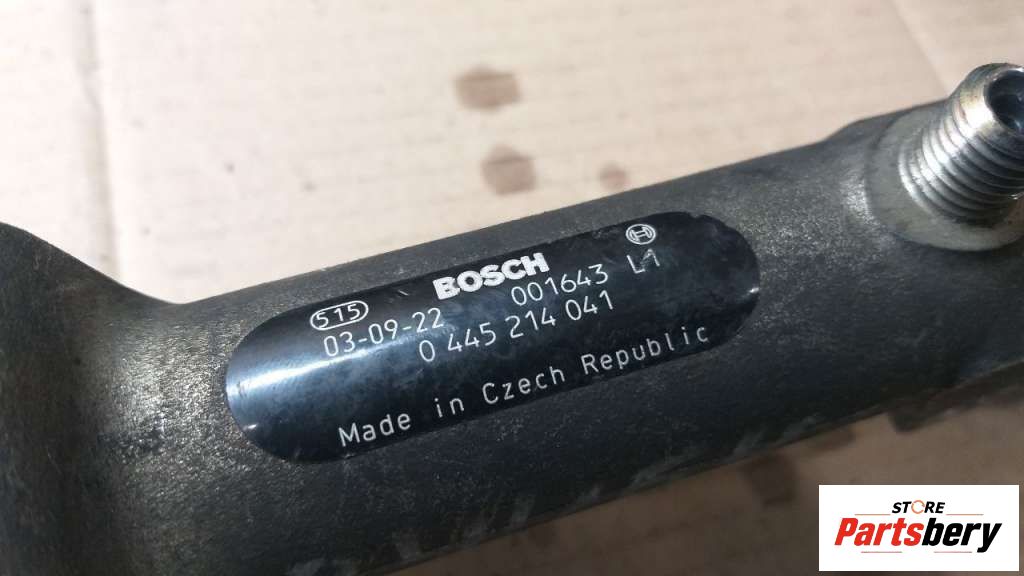 BOSCH
515
03-09-22 001643 L1
0 445 214 041
Made in Czech Republic
STORE
Partsbery